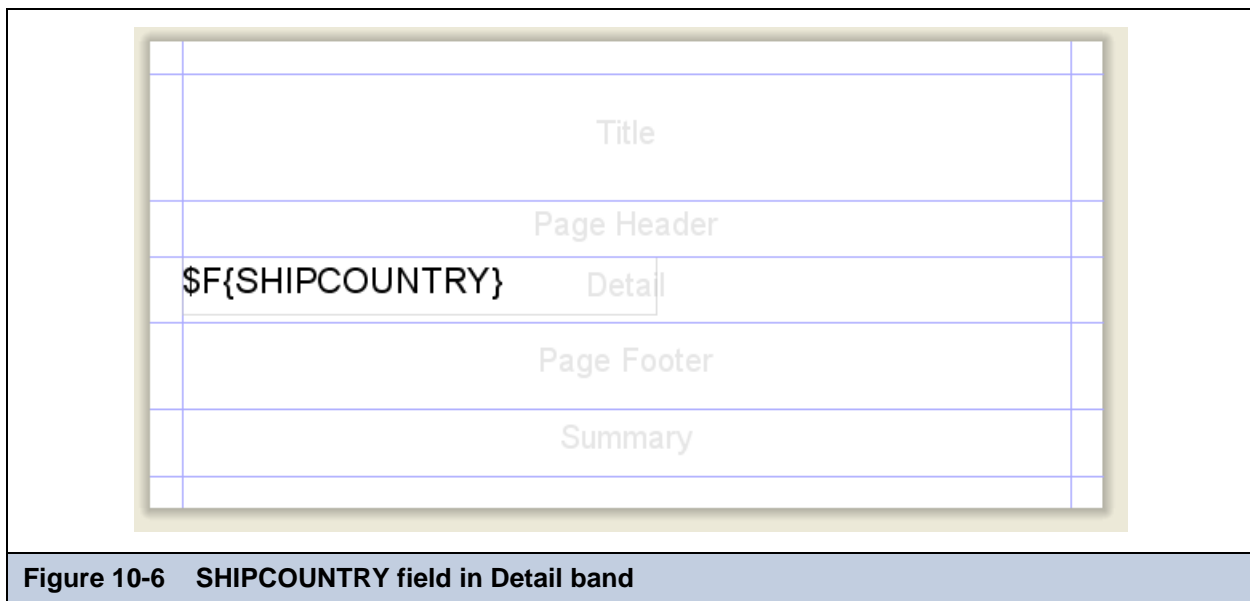 Title
Page Header
$F{SHIPCOUNTRY} Detail
Page Footer
Summary
Figure 10-6 SHIPCOUNTRY field in Detail band